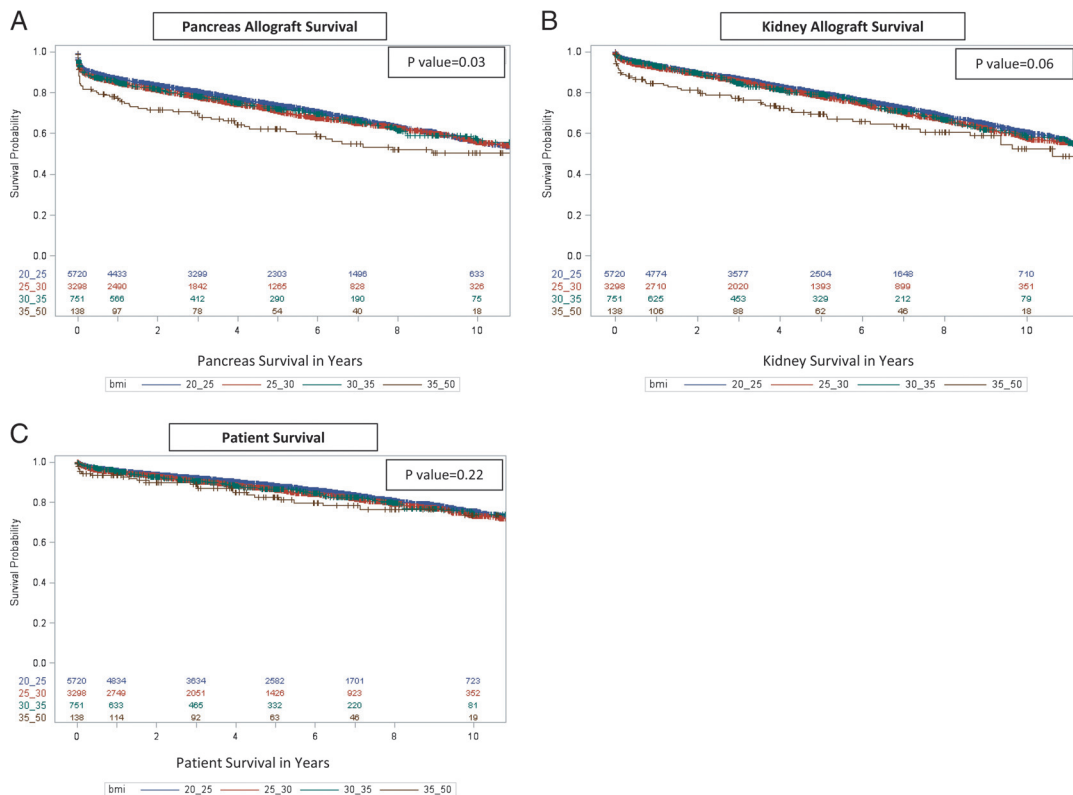 A
Pancreas Allograft Survival
P value=0.03
Survival Probability
1.0
0.8
0.6
0.4
0.2
0.0
20_25 5720 4433 3299 2303 1496 633
25_30 3298 2490 1842 1265 828 326
30_35 751 566 412 290 190 75
35_50 138 97 78 54 40 18
0 2 4 6 8 10
Pancreas Survival in Years
bmi 20_25 25_30 30_35 35_50
B
Kidney Allograft Survival
P value=0.06
Survival Probability
1.0
0.8
0.6
0.4
0.2
0.0
20_25 5720 4774 3577 2504 1648 710
25_30 3298 2710 2020 1393 899 351
30_35 751 625 453 329 212 79
35_50 138 106 88 62 46 18
0 2 4 6 8 10
Kidney Survival in Years
bmi 20_25 25_30 30_35 35_50
C
Patient Survival
P value=0.22
Survival Probability
1.0
0.8
0.6
0.4
0.2
0.0
20_25 5720 4834 3634 2582 1701 723
25_30 3298 2749 2051 1426 923 352
30_35 751 633 465 332 220 81
35_50 138 114 92 63 46 19
0 2 4 6 8 10
Patient Survival in Years
bmi 20_25 25_30 30_35 35_50